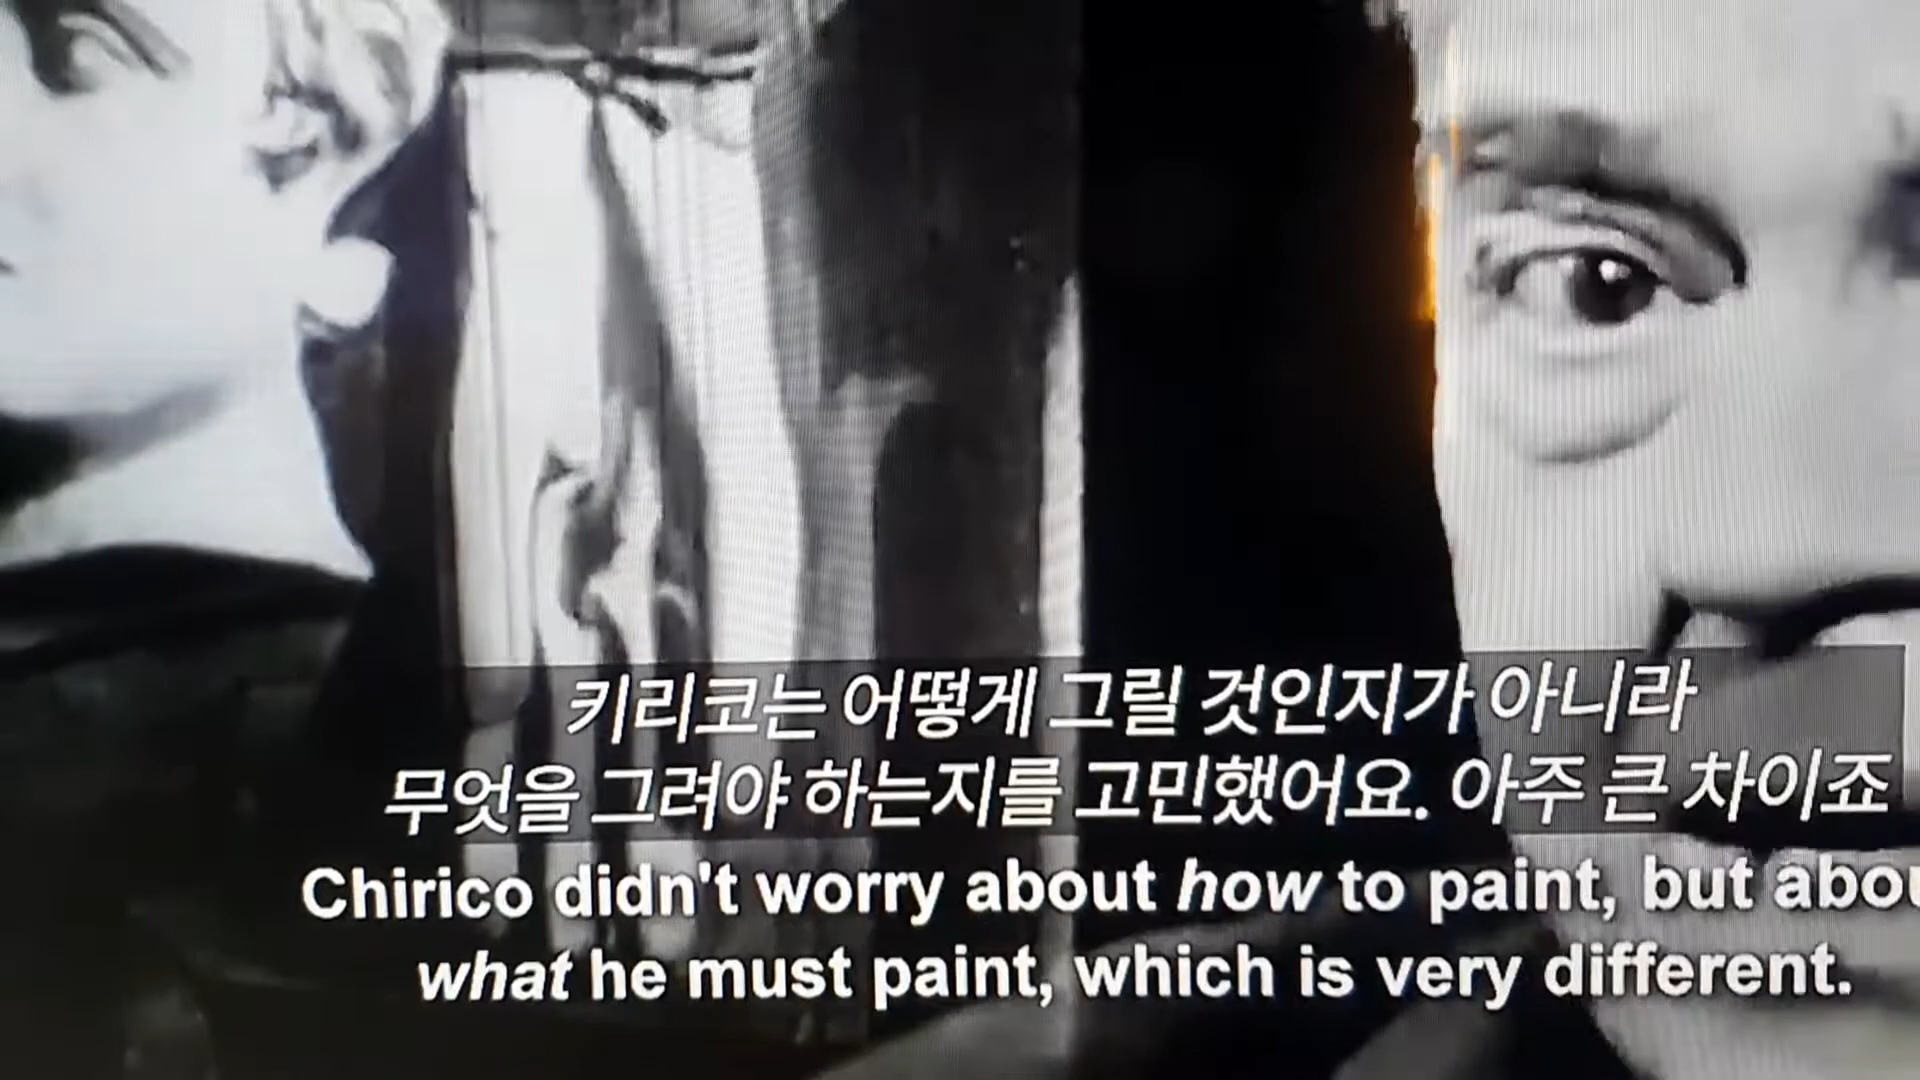 키리코는 어떻게 그릴 것인지가 아니라
무엇을 그려야 하는지를 고민했어요. 아주 큰 차이죠
Chirico didn't worry about how to paint, but
what he must paint, which is very different.